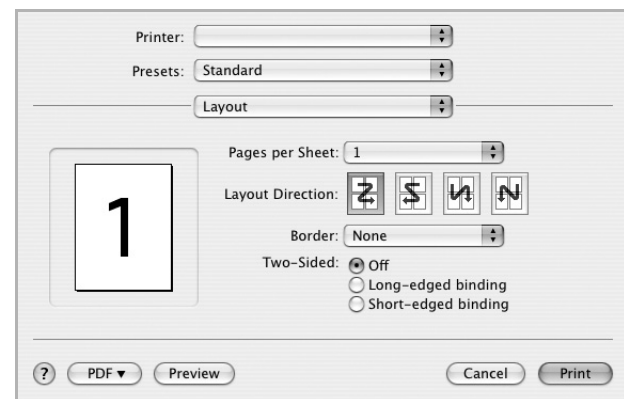 Printer:
Presets: Standard
Layout
Pages per Sheet: 1
Layout Direction:
1
Border: None
Two-Sided: Off
Long-edged binding
Short-edged binding
? PDF▼ Preview Cancel Print